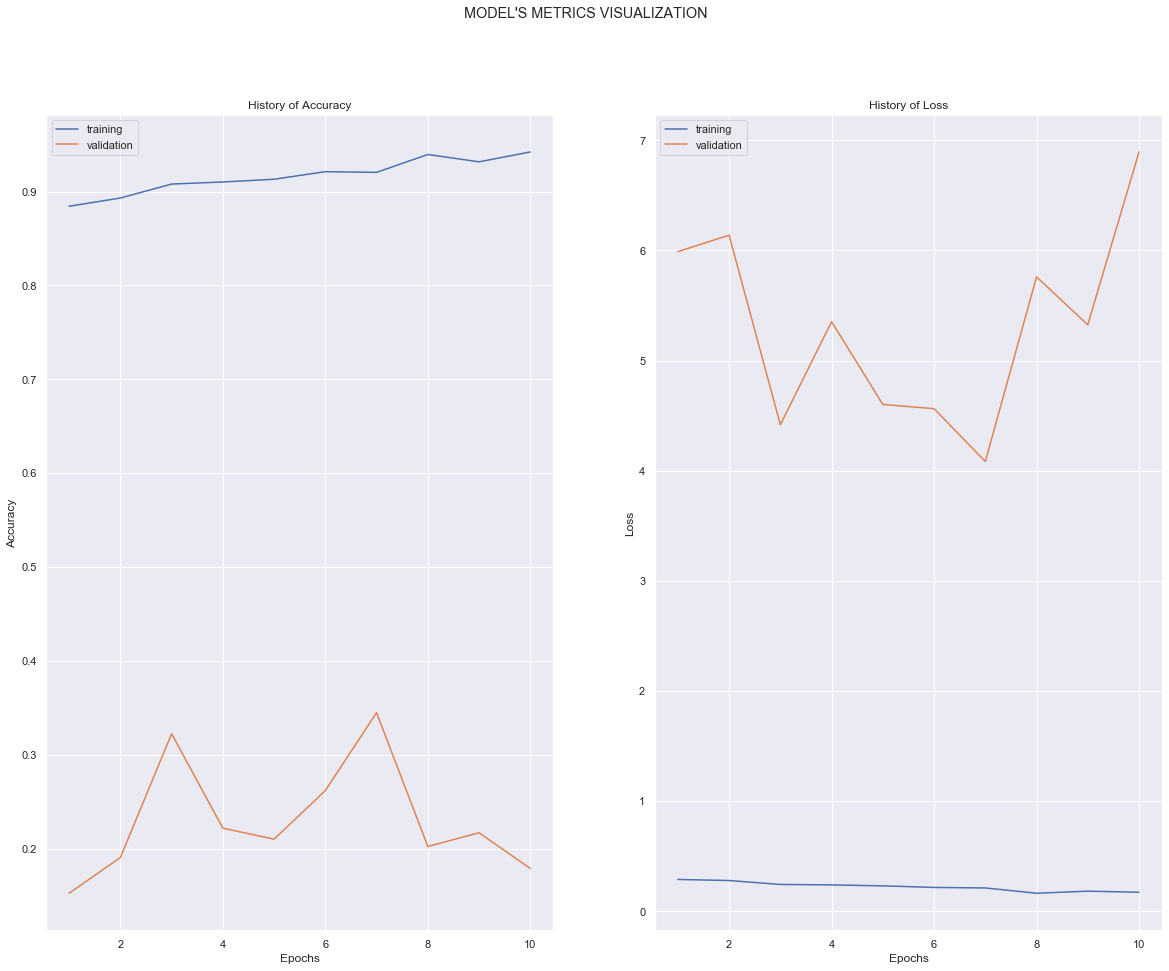 MODEL'S METRICS VISUALIZATION
History of Accuracy
training
validation
0.9
0.8
0.7
0.6
0.5
0.4
0.3
0.2
Accuracy
2
4
6
8
10
Epochs
History of Loss
training
validation
7
6
5
4
3
2
1
0
Loss
2
4
6
8
10
Epochs